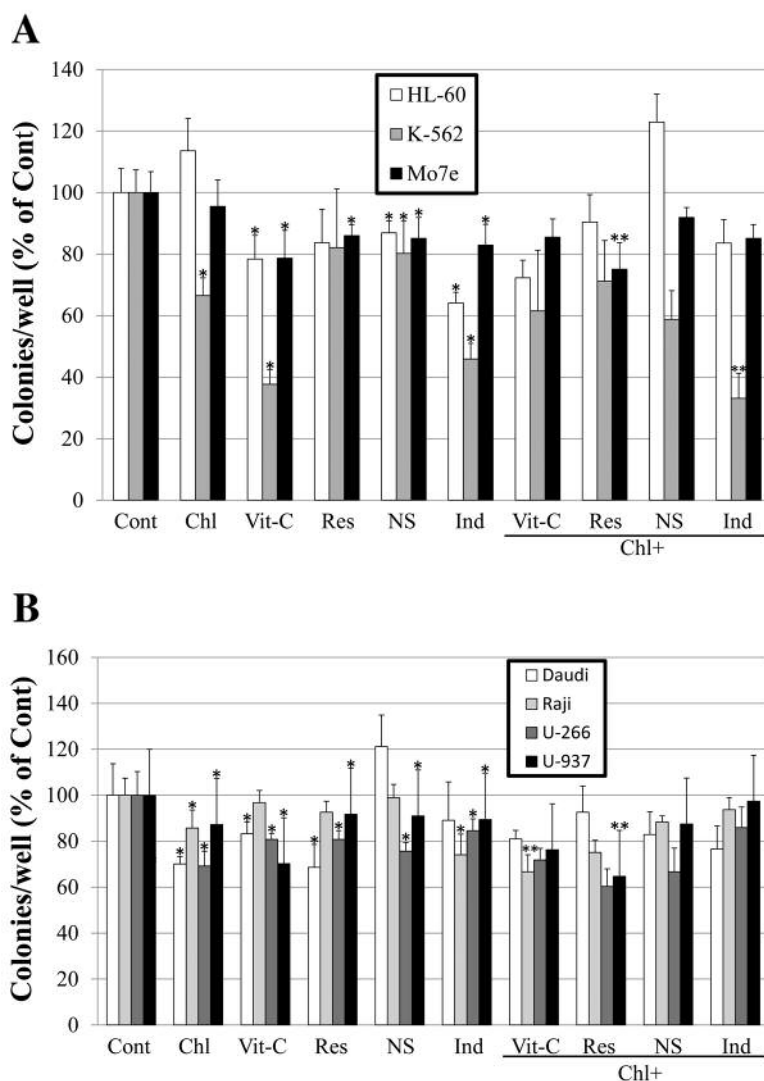 A
Colonies/well (% of Cont)
140
120
100
80
60
40
20
0
HL-60
K-562
Mo7e
* * * * * * * * * * * ** **
Cont Chl Vit-C Res NS Ind Vit-C Res NS Ind
Chl+
B
Colonies/well (% of Cont)
160
140
120
100
80
60
40
20
0
Daudi
Raji
U-266
U-937
* * * * * * * * * * * * * * ** **
Cont Chl Vit-C Res NS Ind Vit-C Res NS Ind
Chl+